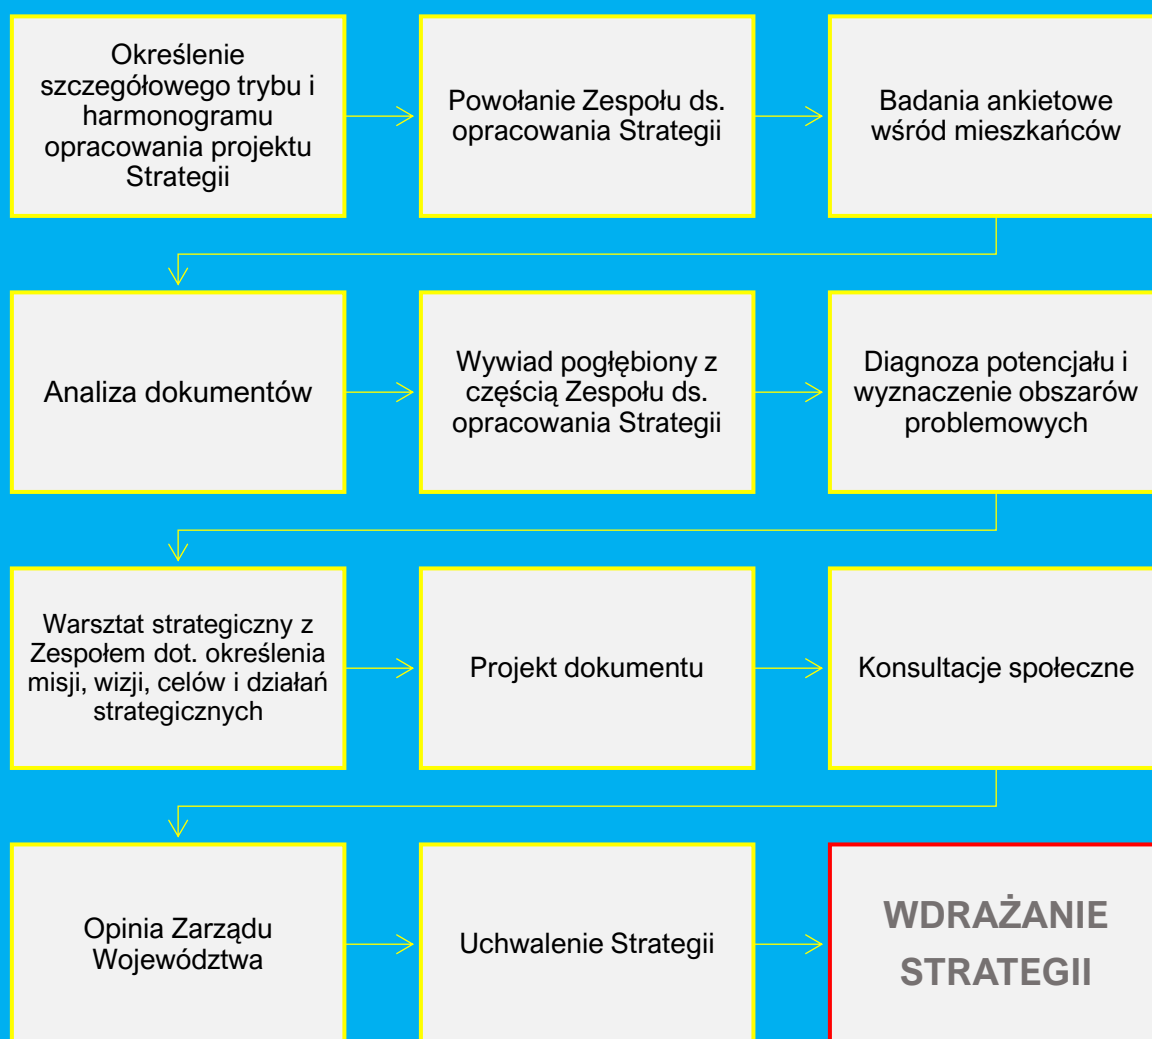 Określenie
szczegółowego trybu i
harmonogramu
opracowania projektu
Strategii
Powołanie Zespołu ds.
opracowania Strategii
Badania ankietowe
wśród mieszkańców
Analiza dokumentów
Wywiad pogłębiony z
częścią Zespołu ds.
opracowania Strategii
Diagnoza potencjału i
wyznaczenie obszarów
problemowych
Warsztat strategiczny z
Zespołem dot. określenia
misji, wizji, celów i działań
strategicznych
Projekt dokumentu
Konsultacje społeczne
Opinia Zarządu
Województwa
Uchwalenie Strategii
WDRAŻANIE
STRATEGII